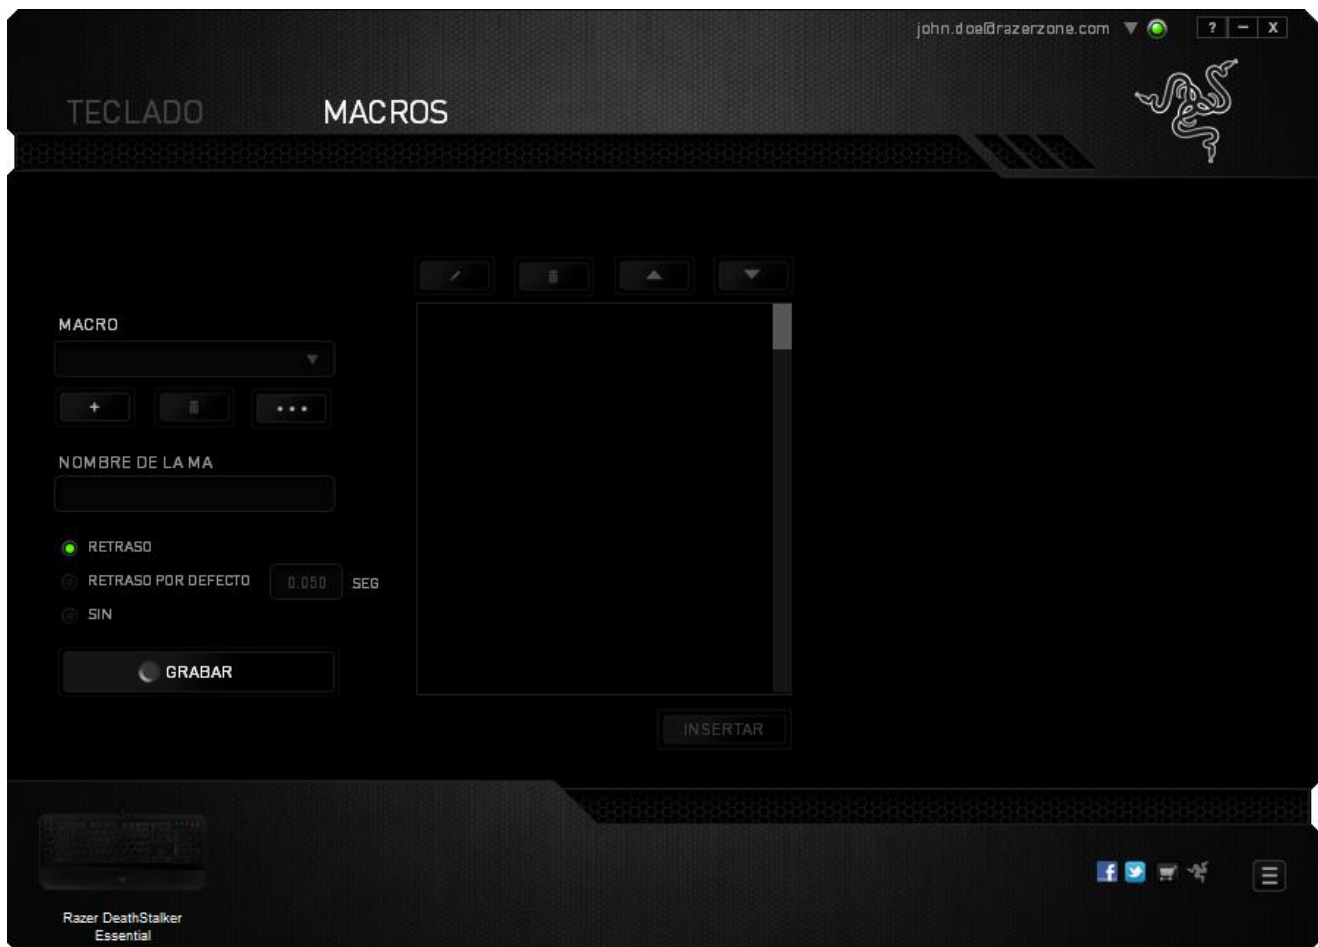 john.doe@razerzone.com
? – X
TECLADO
MACROS
MACRO
+
•••
NOMBRE DE LA MA
RETRASO
RETRASO POR DEFECTO 0.050 SEG
SIN
GRABAR
INSERTAR
Razer DeathStalker
Essential